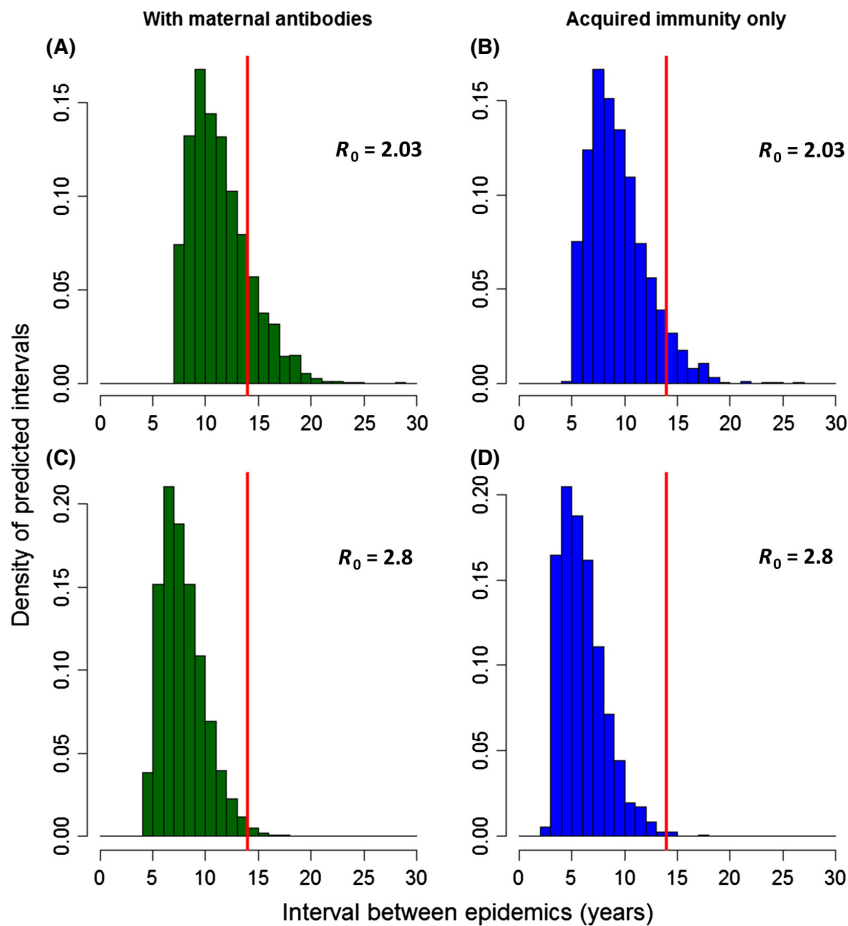 With maternal antibodies
Acquired immunity only
(A)
(B)
0.15
0.10
0.05
0.00
R0 = 2.03
0 5 10 15 20 25 30
0.15
0.10
0.05
0.00
R0 = 2.03
0 5 10 15 20 25 30
Density of predicted intervals
(C)
(D)
0.20
0.15
0.10
0.05
0.00
R0 = 2.8
0 5 10 15 20 25 30
0.20
0.15
0.10
0.05
0.00
R0 = 2.8
0 5 10 15 20 25 30
Interval between epidemics (years)